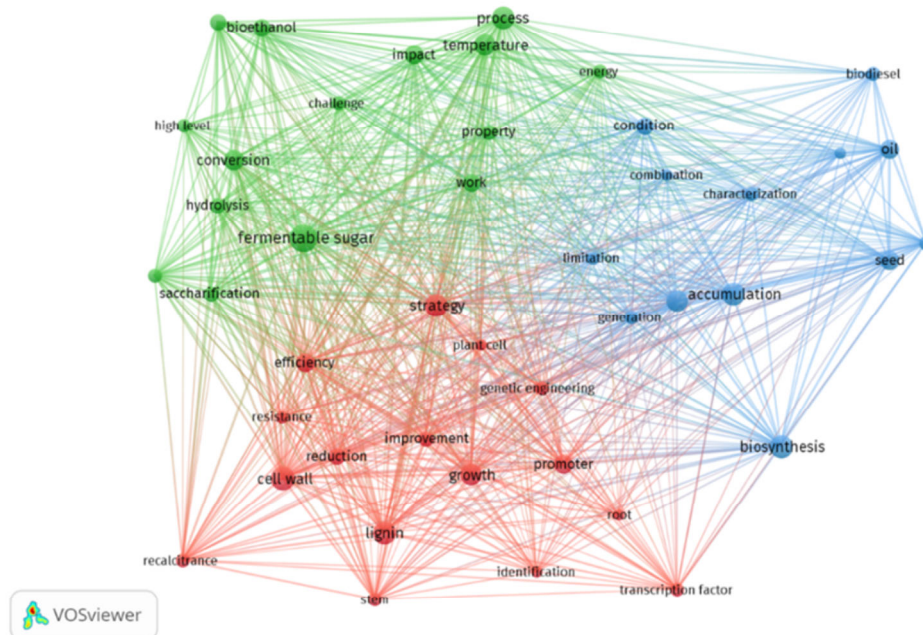 process
bioethanol
temperature
impact
energy
biodiesel
challenge
high level
property
condition
oil
conversion
combination
work
characterization
hydrolysis
fermentable sugar
limitation
seed
saccharification
strategy
accumulation
generation
plant cell
efficiency
genetic engineering
resistance
improvement
reduction
promoter
biosynthesis
cell wall
growth
root
lignin
recalcitrance
identification
transcription factor
stem
VOSviewer